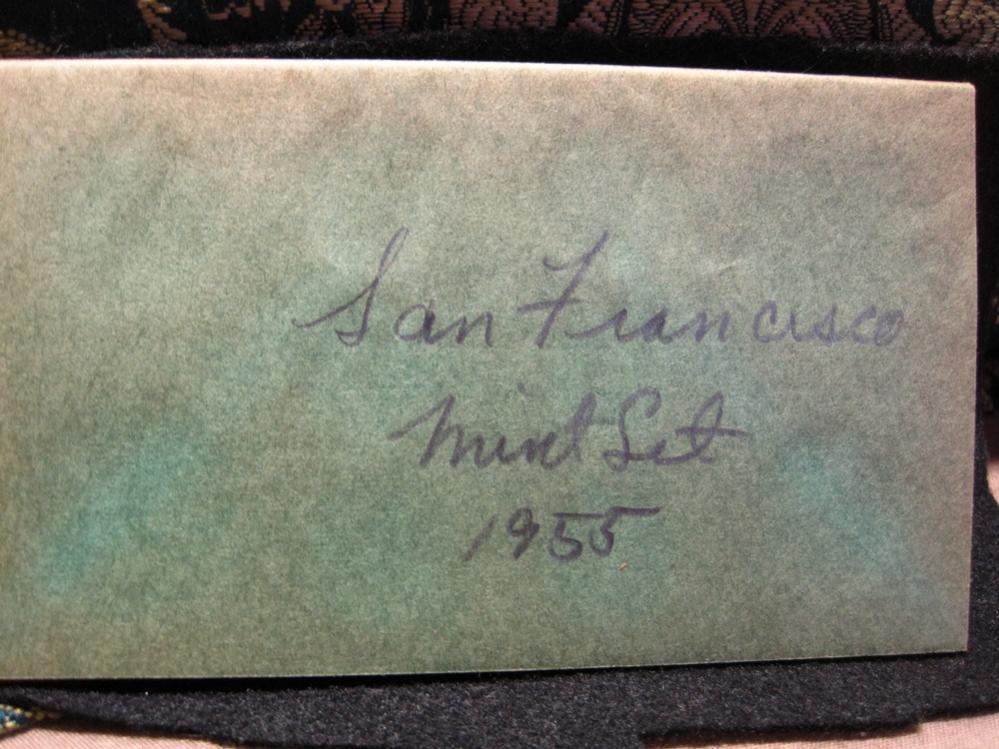 San Francisco
Mint Set
1955